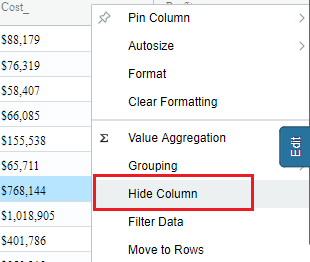 Cost_
$88,179
$76,319
$58,407
$66,085
$155,538
$65,711
$768,144
$1,018,905
$401,786
Pin Column
Autosize
Format
Clear Formatting
Σ Value Aggregation
Grouping
Hide Column
Filter Data
Move to Rows
Edit